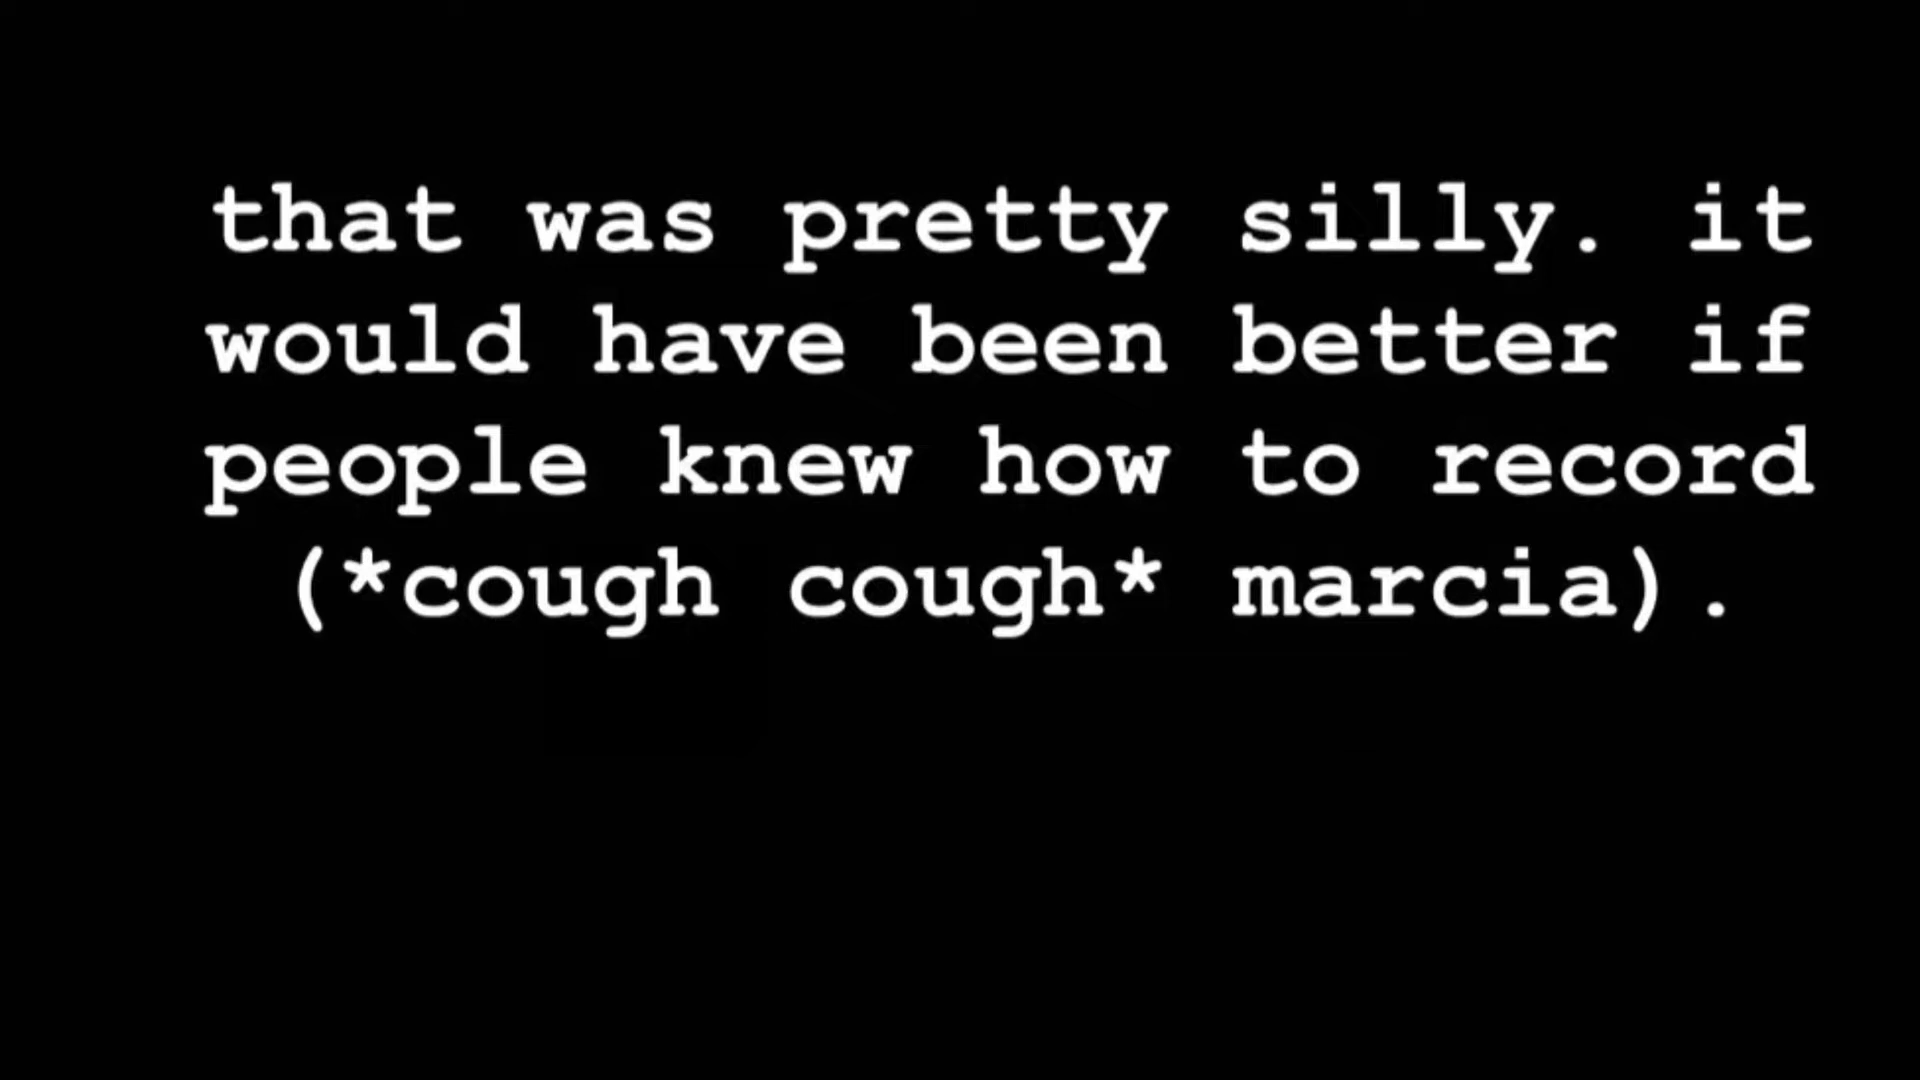 that was pretty silly. it
would have been better if
people knew how to record
(*cough cough* marcia).